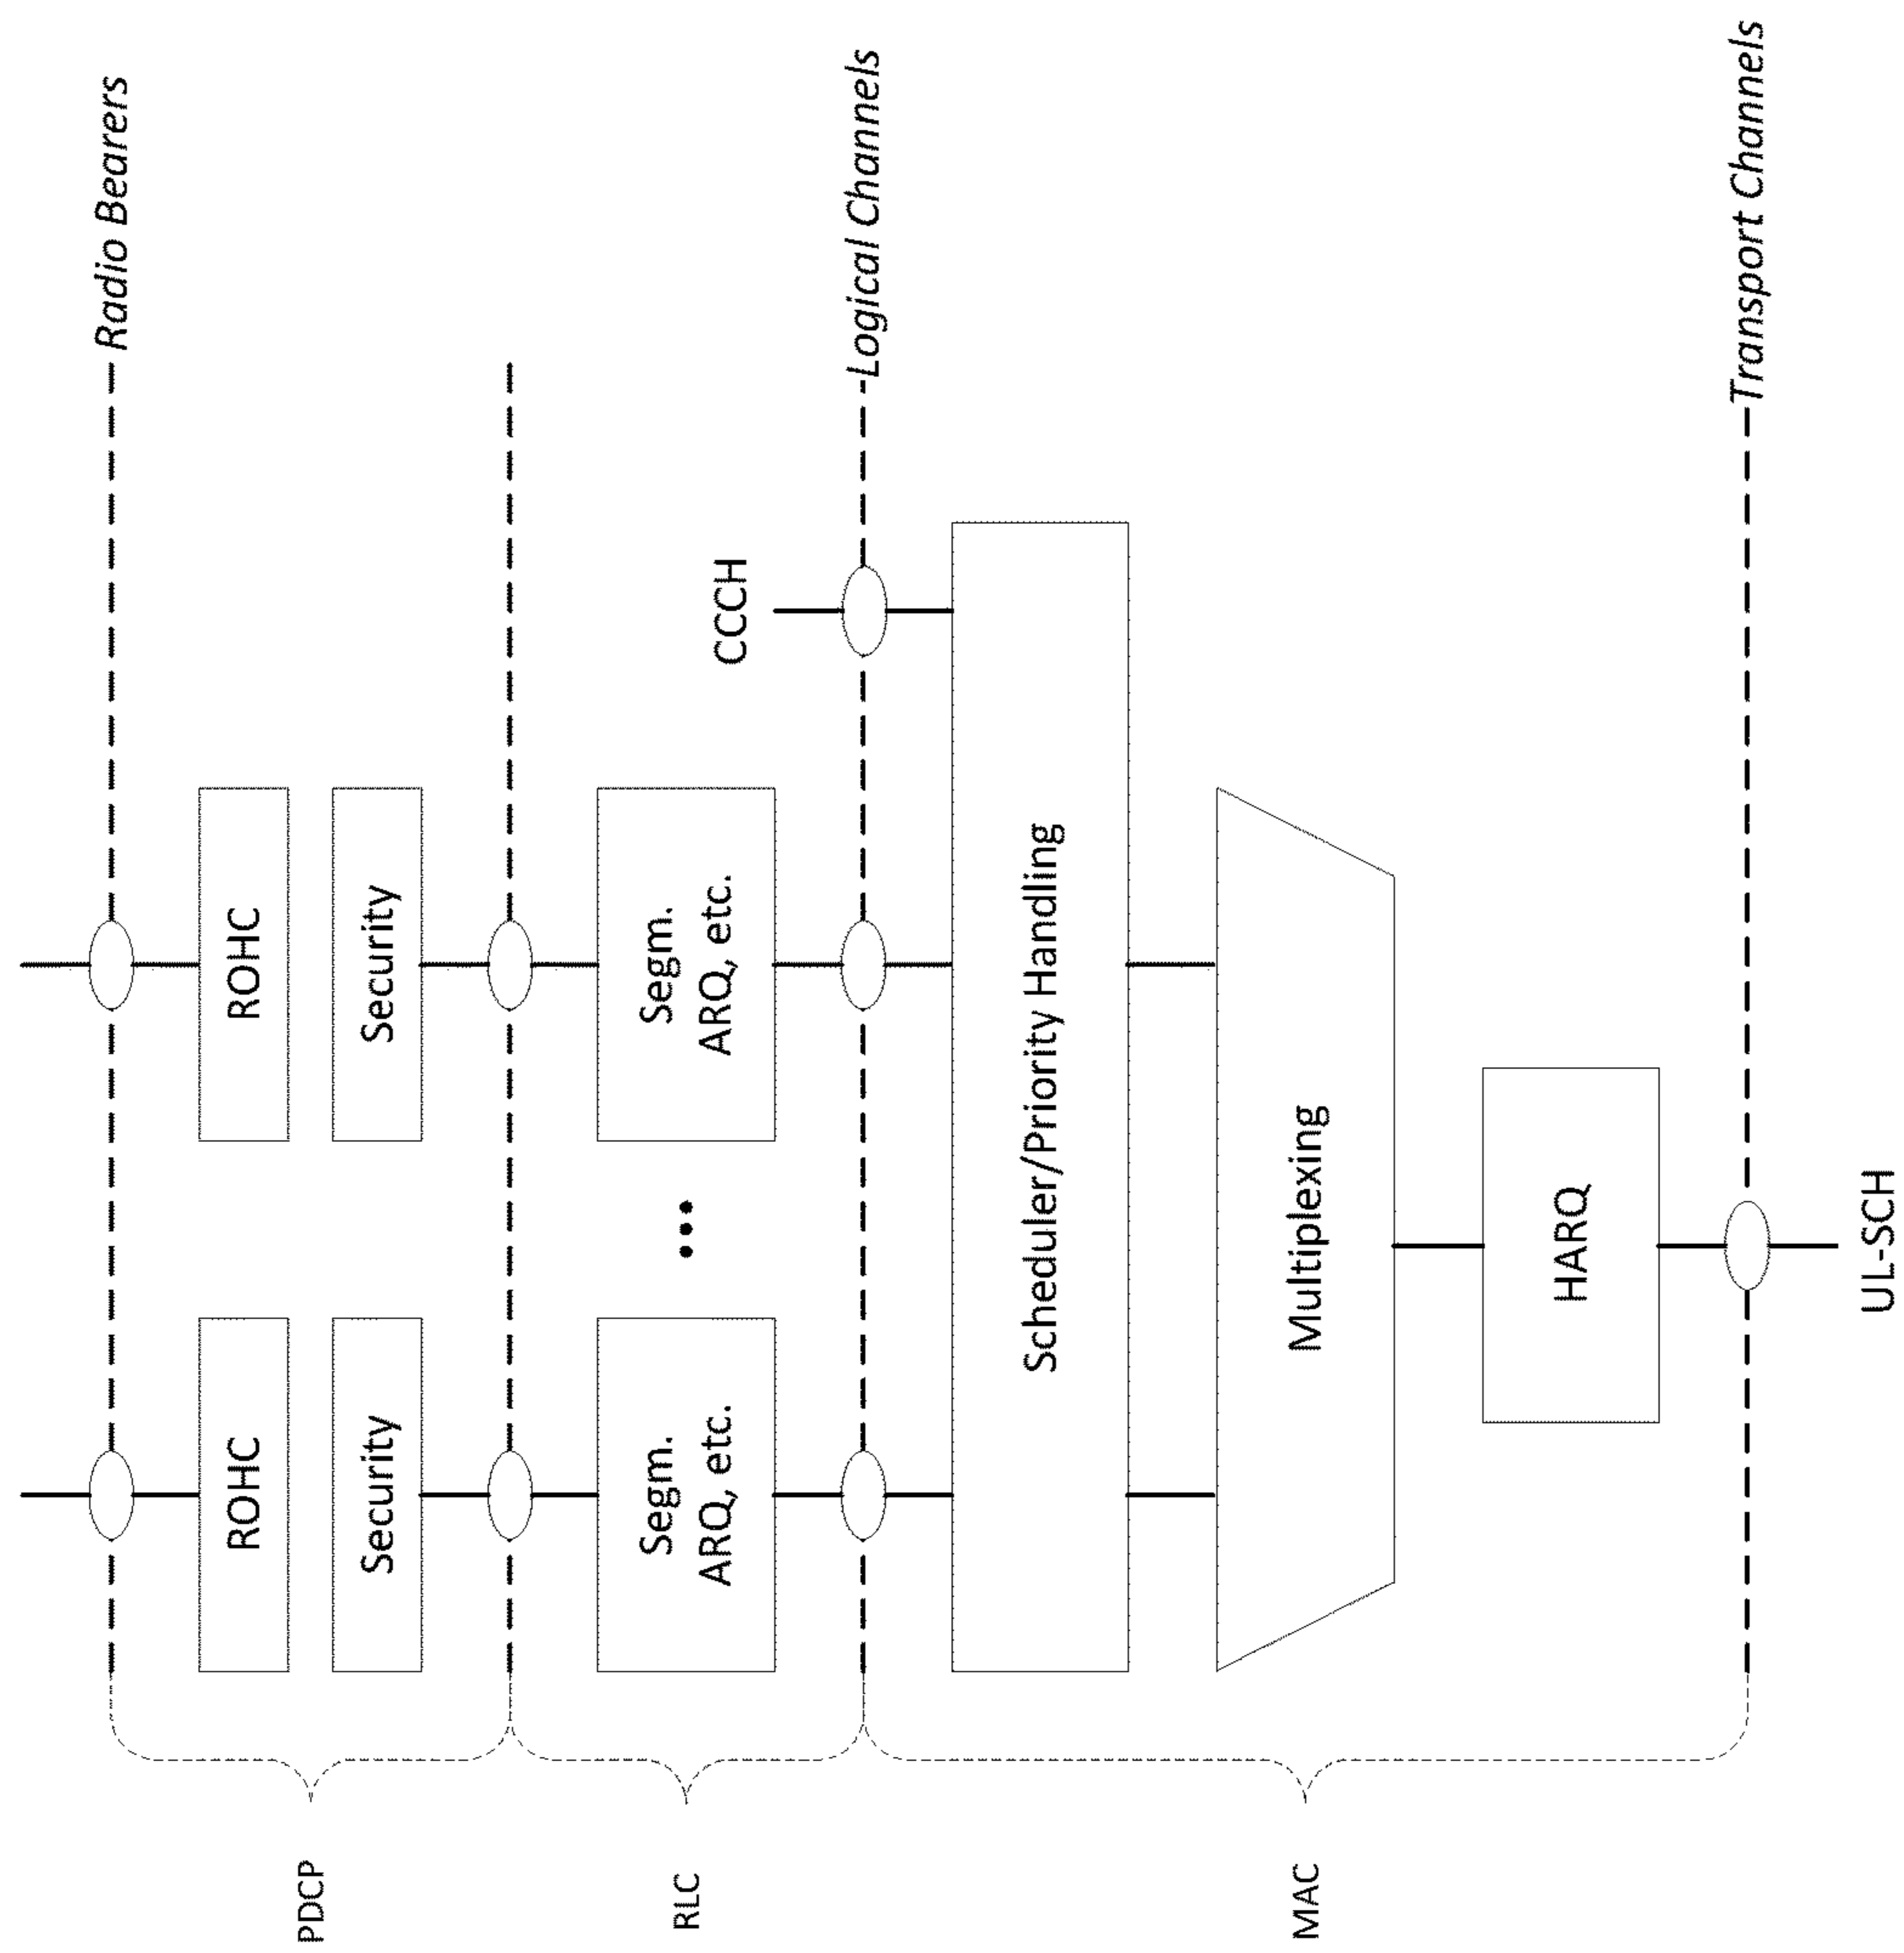 Radio Bearers
ROHC
ROHC
PDCP
Security
Security
Segm.
ARQ, etc.
...
Segm.
ARQ, etc.
RLC
CCCH
Logical Channels
Scheduler/Priority Handling
Multiplexing
MAC
HARQ
Transport Channels
UL-SCH